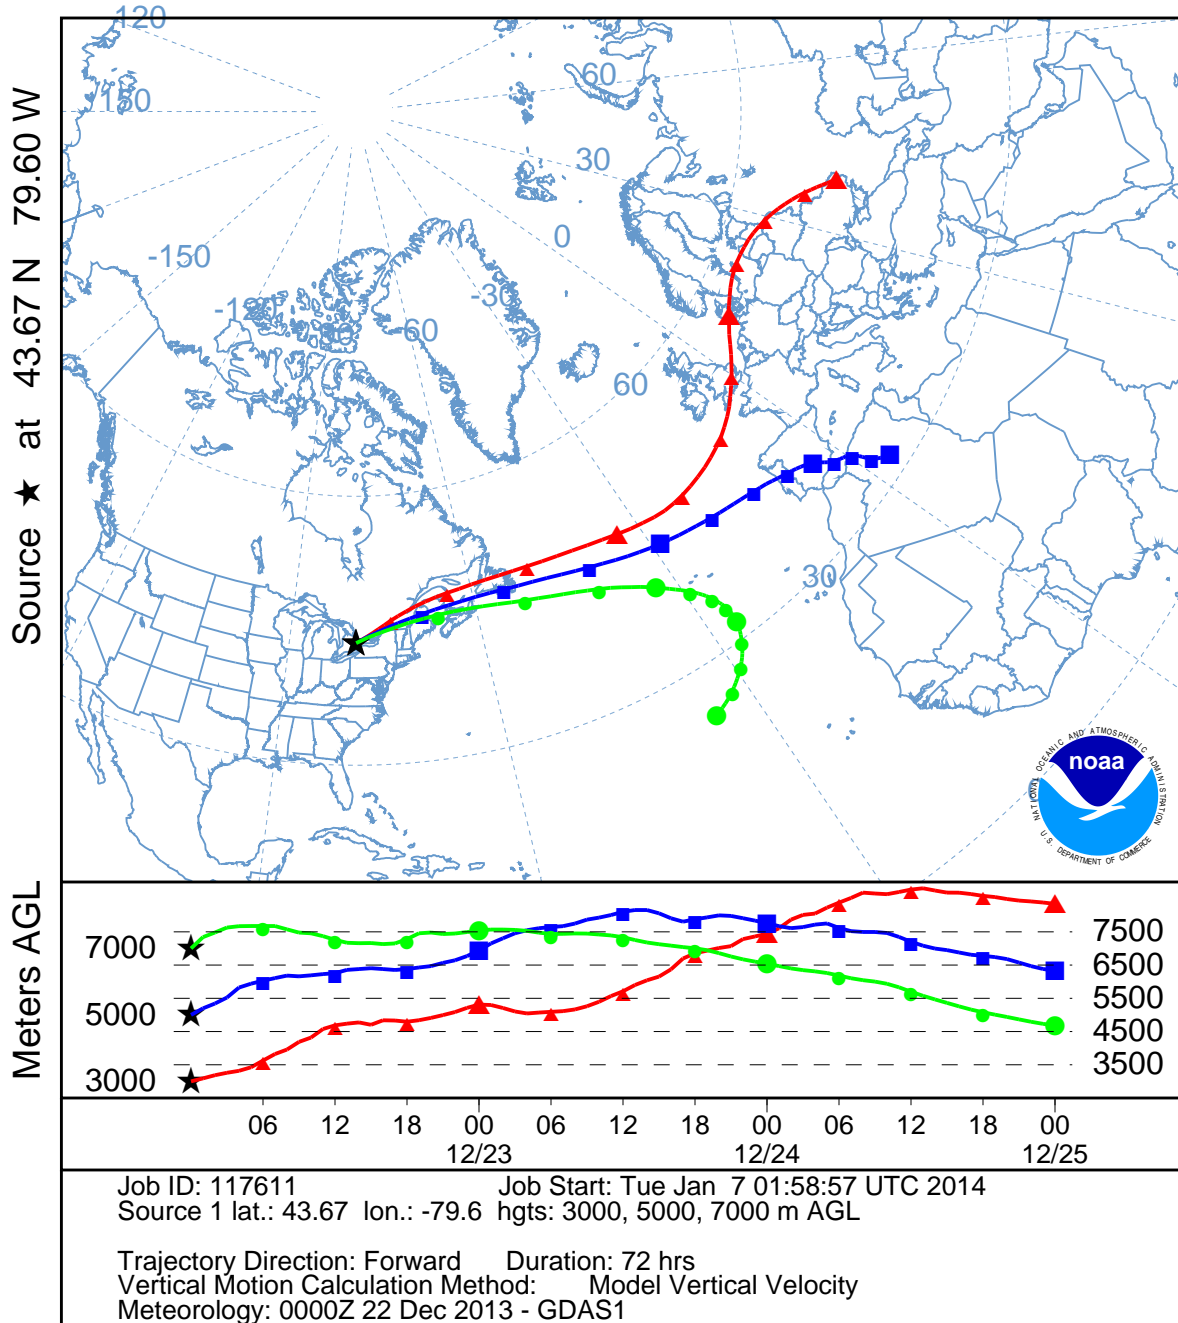 120
150
60
30
0
-150
-120
-30
60
60
30
Source ★ at 43.67 N 79.60 W
NATIONAL OCEANIC AND ATMOSPHERIC ADMINISTRATION
noaa
U.S. DEPARTMENT OF COMMERCE
Meters AGL
7000
5000
3000
7500
6500
5500
4500
3500
06 12 18 00 06 12 18 00 06 12 18 00
12/23 12/24 12/25
Job ID: 117611 Job Start: Tue Jan 7 01:58:57 UTC 2014
Source 1 lat.: 43.67 lon.: -79.6 hgts: 3000, 5000, 7000 m AGL
Trajectory Direction: Forward Duration: 72 hrs
Vertical Motion Calculation Method: Model Vertical Velocity
Meteorology: 0000Z 22 Dec 2013 - GDAS1